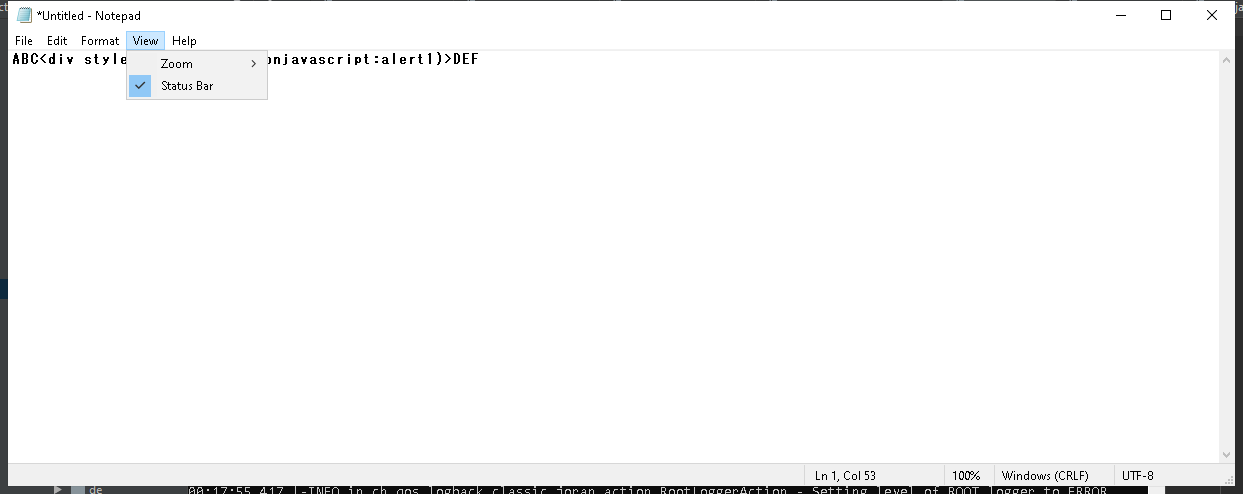 *Untitled - Notepad
File Edit Format View Help
ABC<div style onjavascript:alert1)>DEF
Zoom
Status Bar
Ln 1, Col 53 100% Windows (CRLF) UTF-8
de 00:17:55,417 |-INFO in ch.qos.logback.classic.joran.action.RootLoggerAction - Setting level of ROOT logger to ERROR